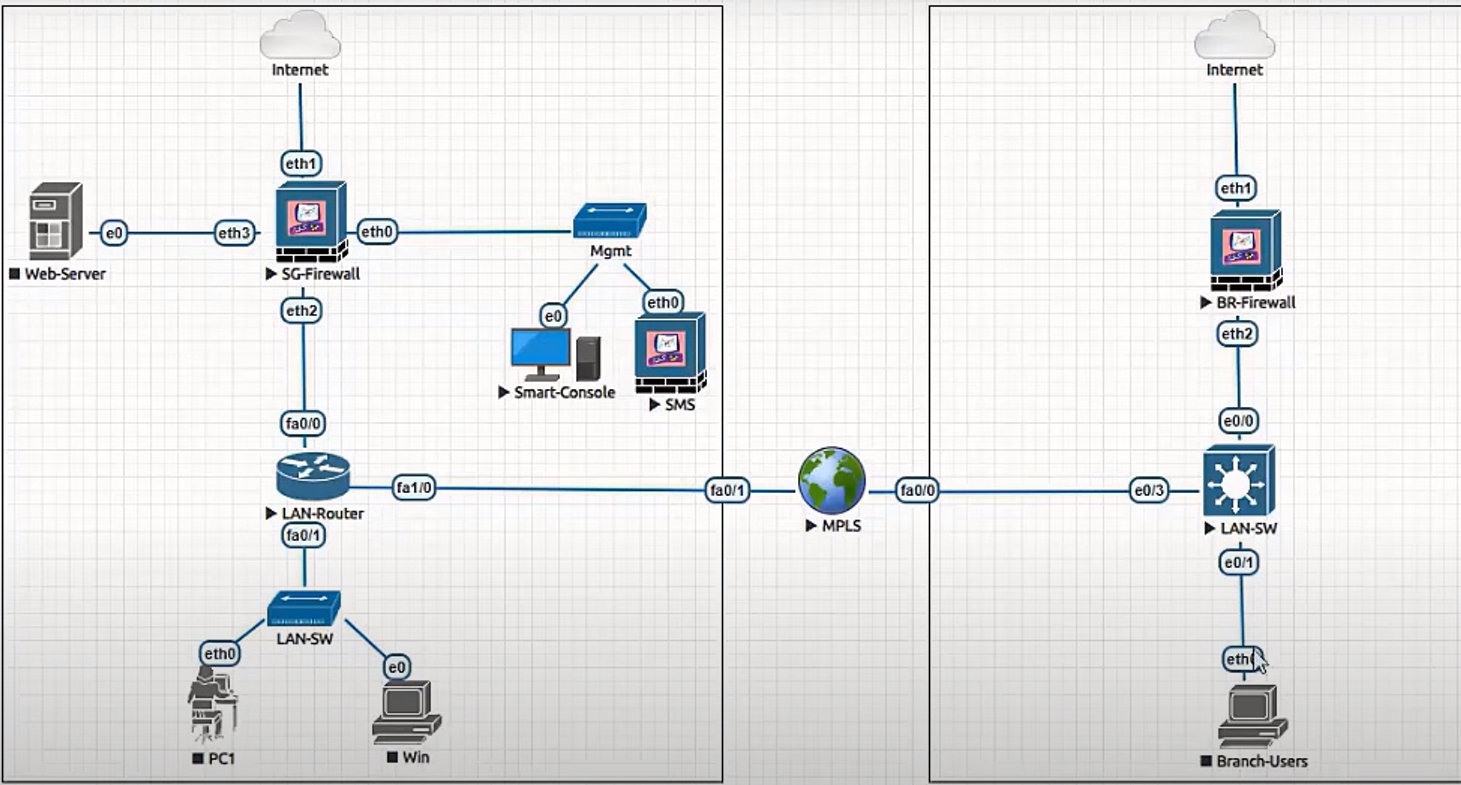 Internet
Internet
eth1
eth1
e0
eth3
eth0
Web-Server
SG-Firewall
Mgmt
eth2
e0
eth0
BR-Firewall
eth2
Smart-Console
SMS
fa0/0
e0/0
fa1/0
fa0/1
fa0/0
e0/3
LAN-Router
MPLS
LAN-SW
fa0/1
e0/1
LAN-SW
eth0
e0
PC1
Win
Branch-Users